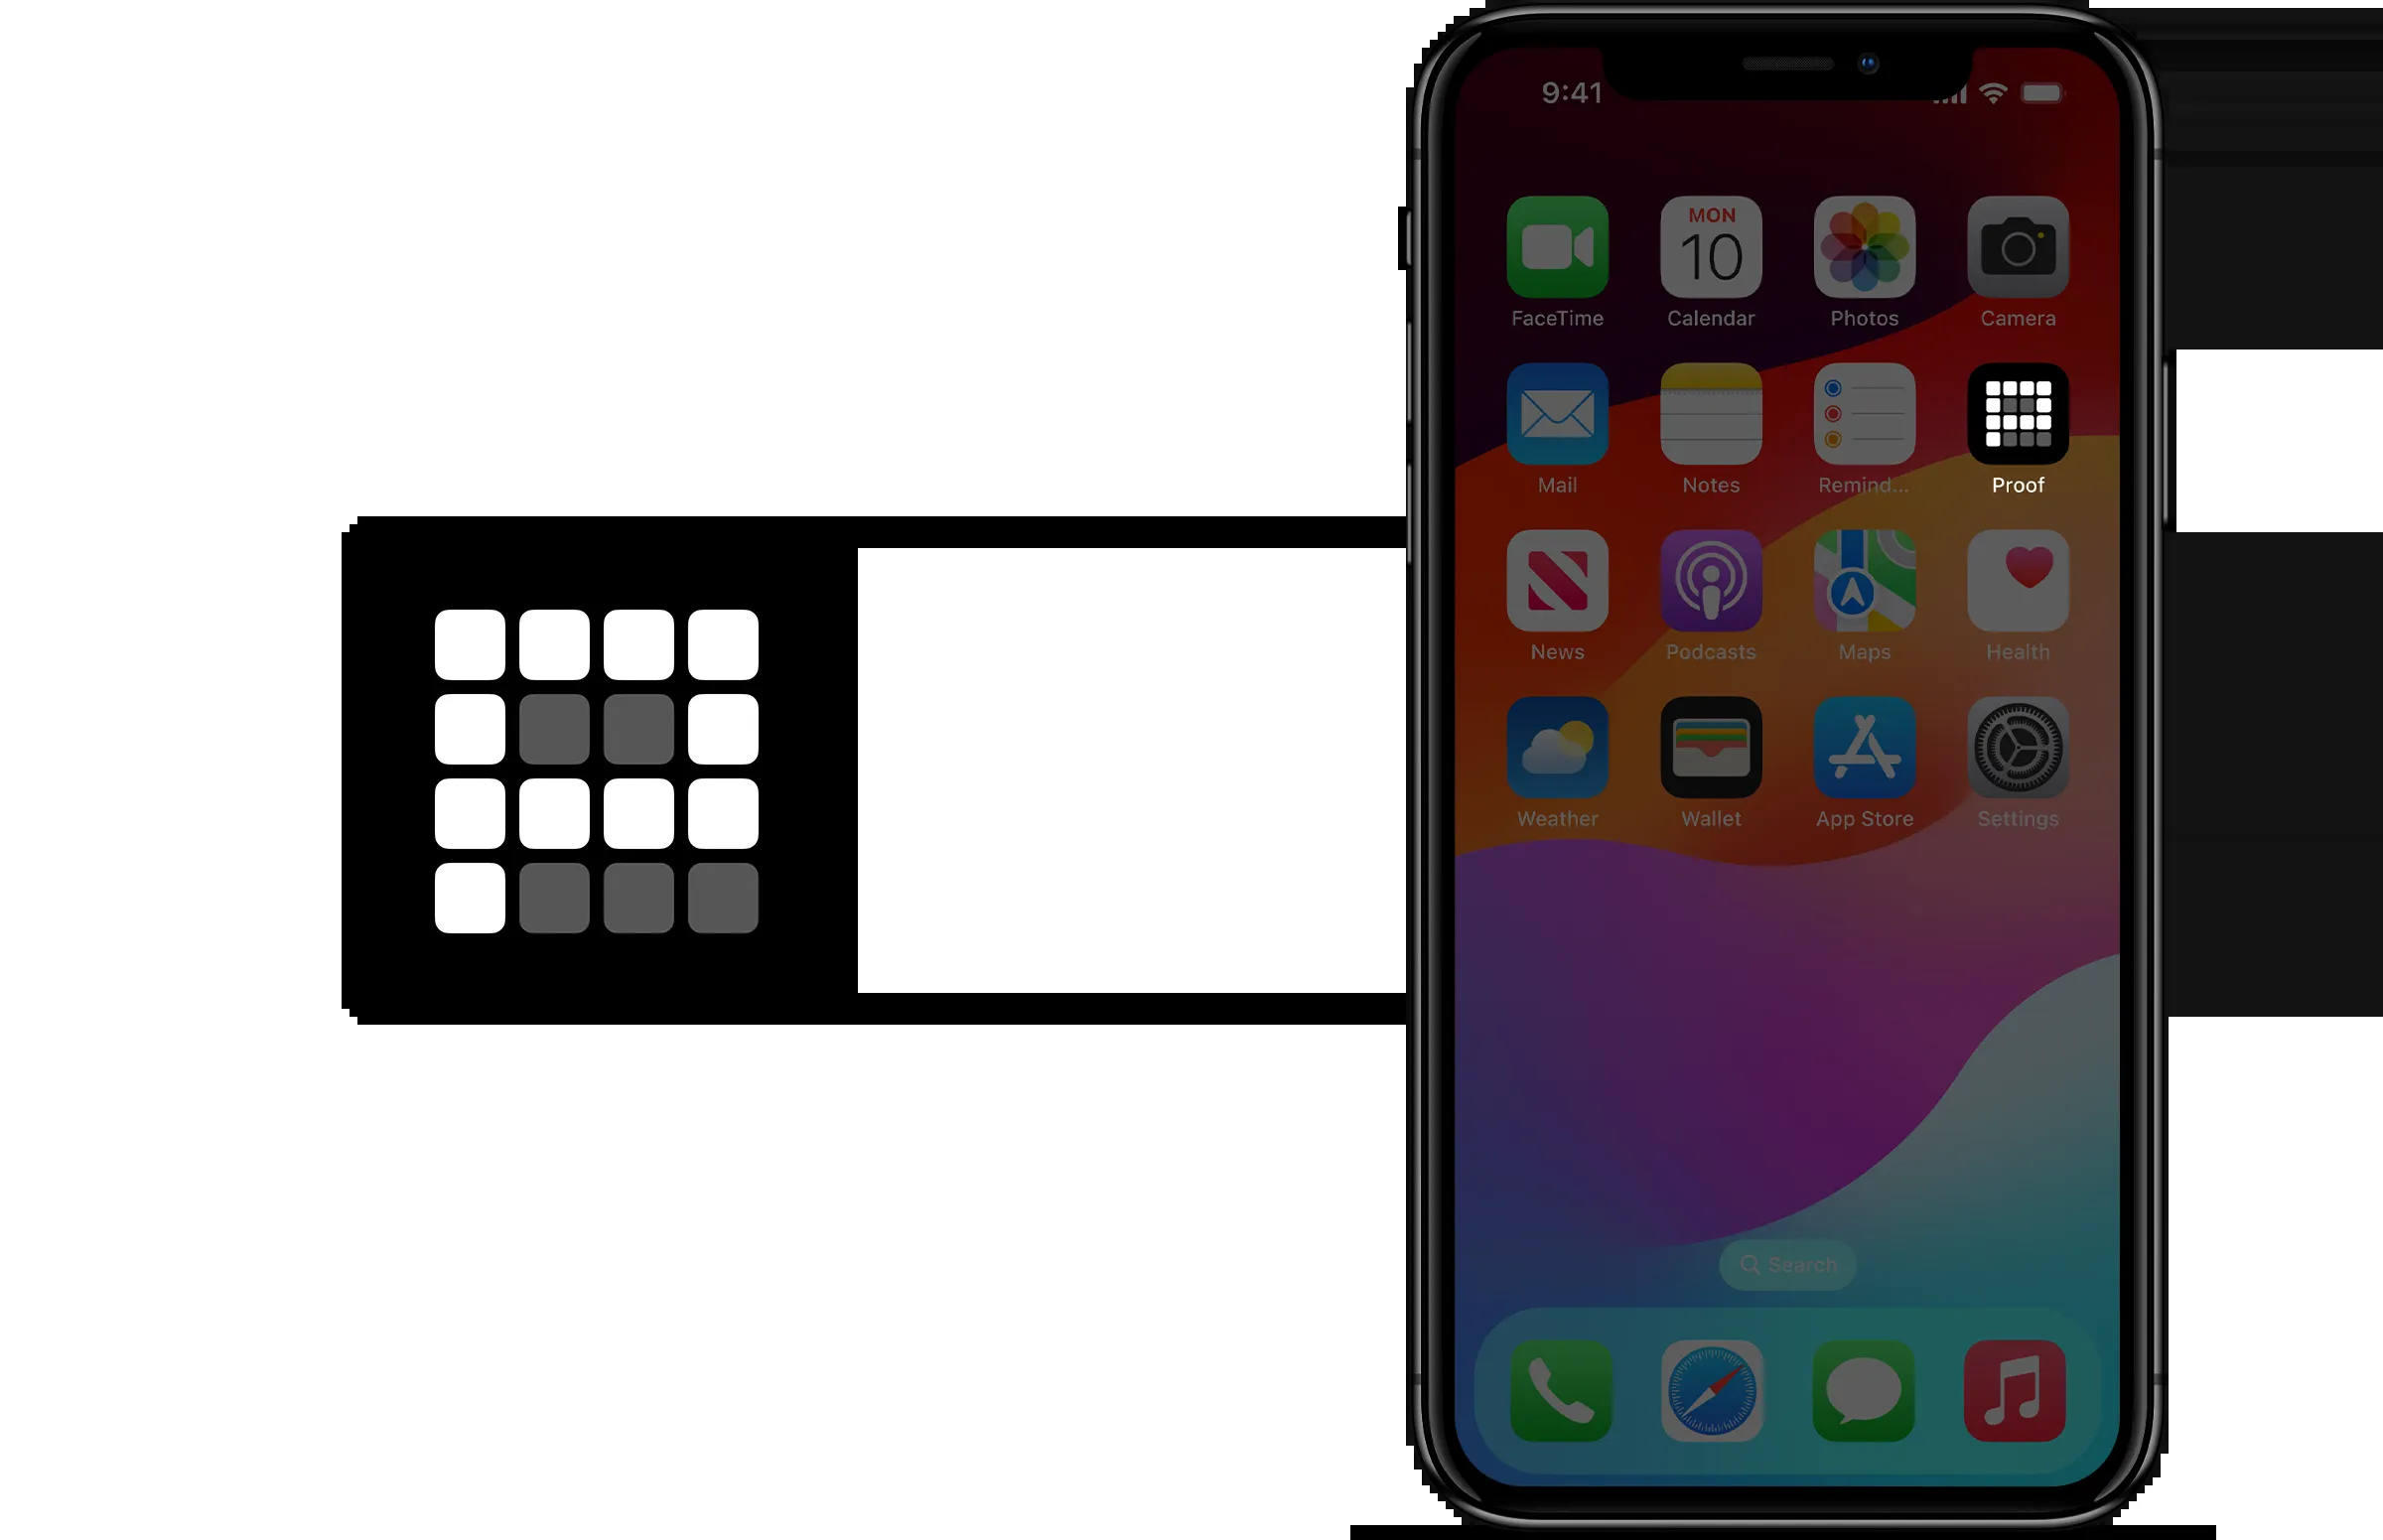 9:41
MON
10
FaceTime Calendar Photos Camera
Mail Notes Remind... Proof
News Podcasts Maps Health
Weather Wallet App Store Settings
Search